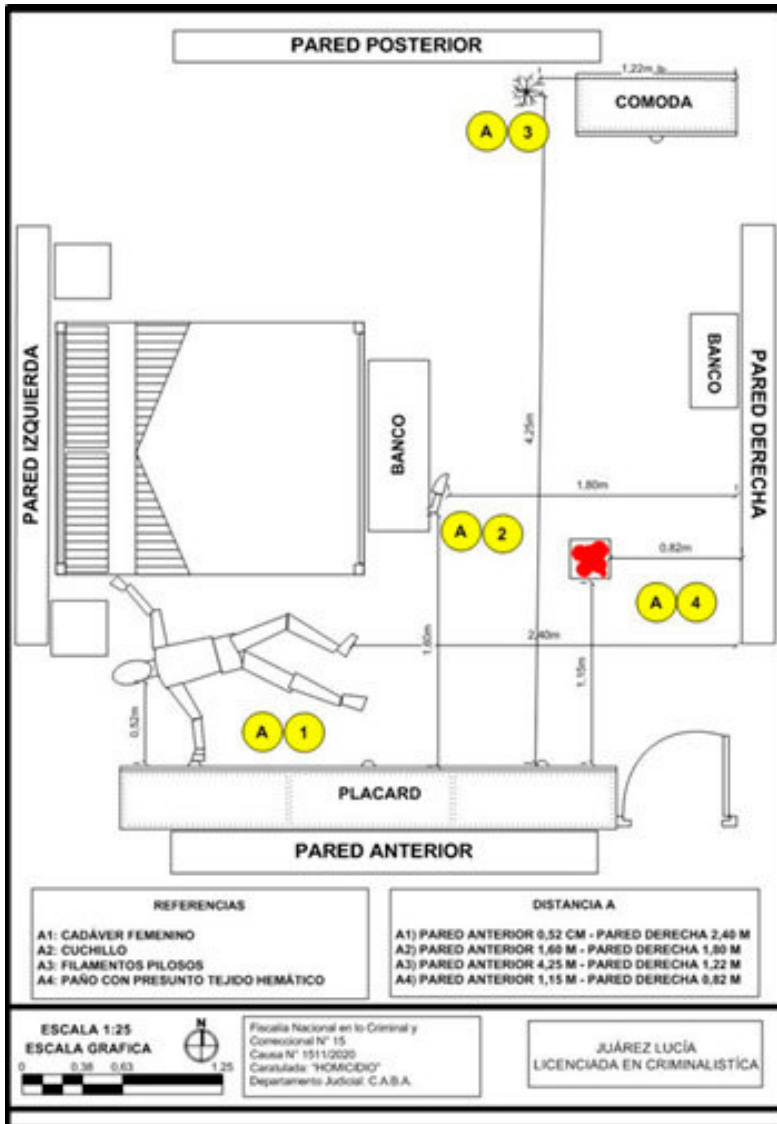 PARED POSTERIOR
1,22m
COMODA
A 3
PARED IZQUIERDA
BANCO
PARED DERECHA
BANCO
4,25m
1,80m
A 2
0,82m
A 4
2,40m
1,60m
1,15m
0,52m
A 1
PLACARD
PARED ANTERIOR
REFERENCIAS
A1: CADÁVER FEMENINO
A2: CUCHILLO
A3: FILAMENTOS PILOSOS
A4: PAÑO CON PRESUNTO TEJIDO HEMÁTICO
DISTANCIA A
A1) PARED ANTERIOR 0,52 CM - PARED DERECHA 2,40 M
A2) PARED ANTERIOR 1,60 M - PARED DERECHA 1,80 M
A3) PARED ANTERIOR 4,25 M - PARED DERECHA 1,22 M
A4) PARED ANTERIOR 1,15 M - PARED DERECHA 0,82 M
ESCALA 1:25
ESCALA GRAFICA
0 0,38 0,63 1.25
N
Fiscalía Nacional en lo Criminal y
Correccional N° 15
Causa N° 1511/2020
Caratulada: "HOMICIDIO"
Departamento Judicial: C.A.B.A.
JUÁREZ LUCÍA
LICENCIADA EN CRIMINALISTÍCA